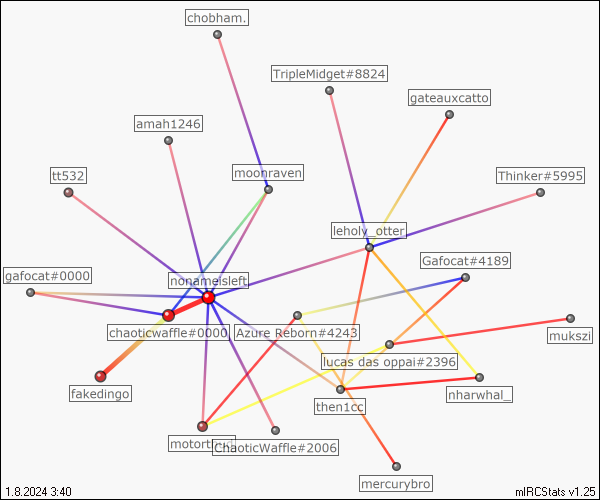 chobham.
TripleMidget#8824
gateauxcatto
amah1246
tt532
moonraven
Thinker#5995
leholy_otter
Gafocat#4189
gafocat#0000
nonameisleft
chaoticwaffle#0000
Azure Reborn#4243
mukszi
lucas das oppai#2396
fakedingo
nharwhal_
then1cc
ChaoticWaffle#2006
mercurybro
1.8.2024 3:40
mIRCStats v1.25